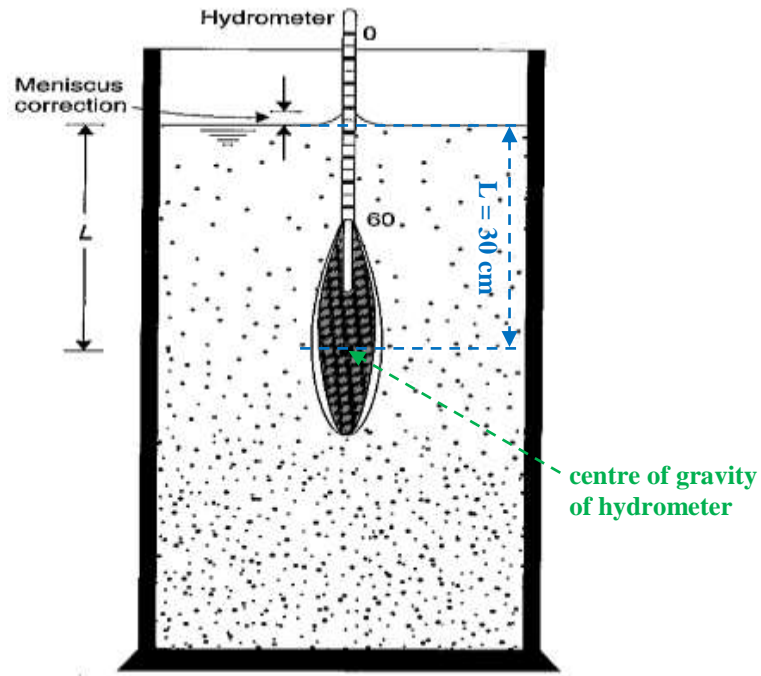 Hydrometer
0
Meniscus
correction
L
60
L = 30 cm
centre of gravity
of hydrometer